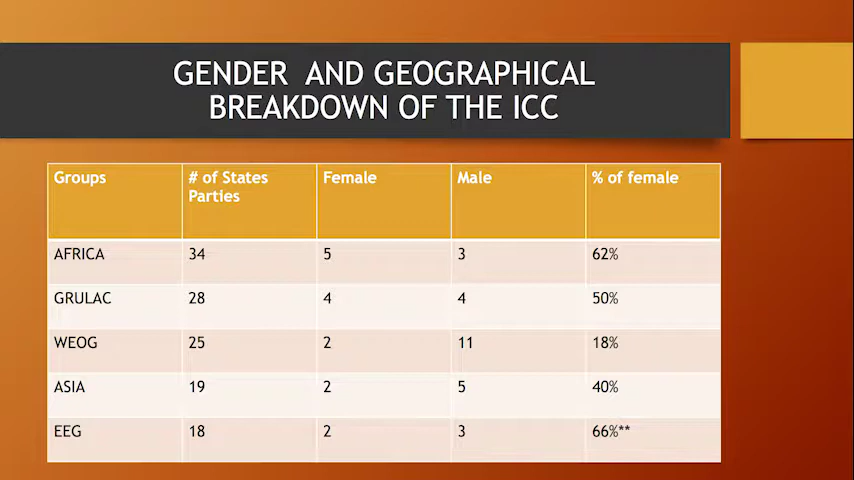 GENDER AND GEOGRAPHICAL
BREAKDOWN OF THE ICC
Groups # of States Parties Female Male % of female
AFRICA 34 5 3 62%
GRULAC 28 4 4 50%
WEOG 25 2 11 18%
ASIA 19 2 5 40%
EEG 18 2 3 66%**